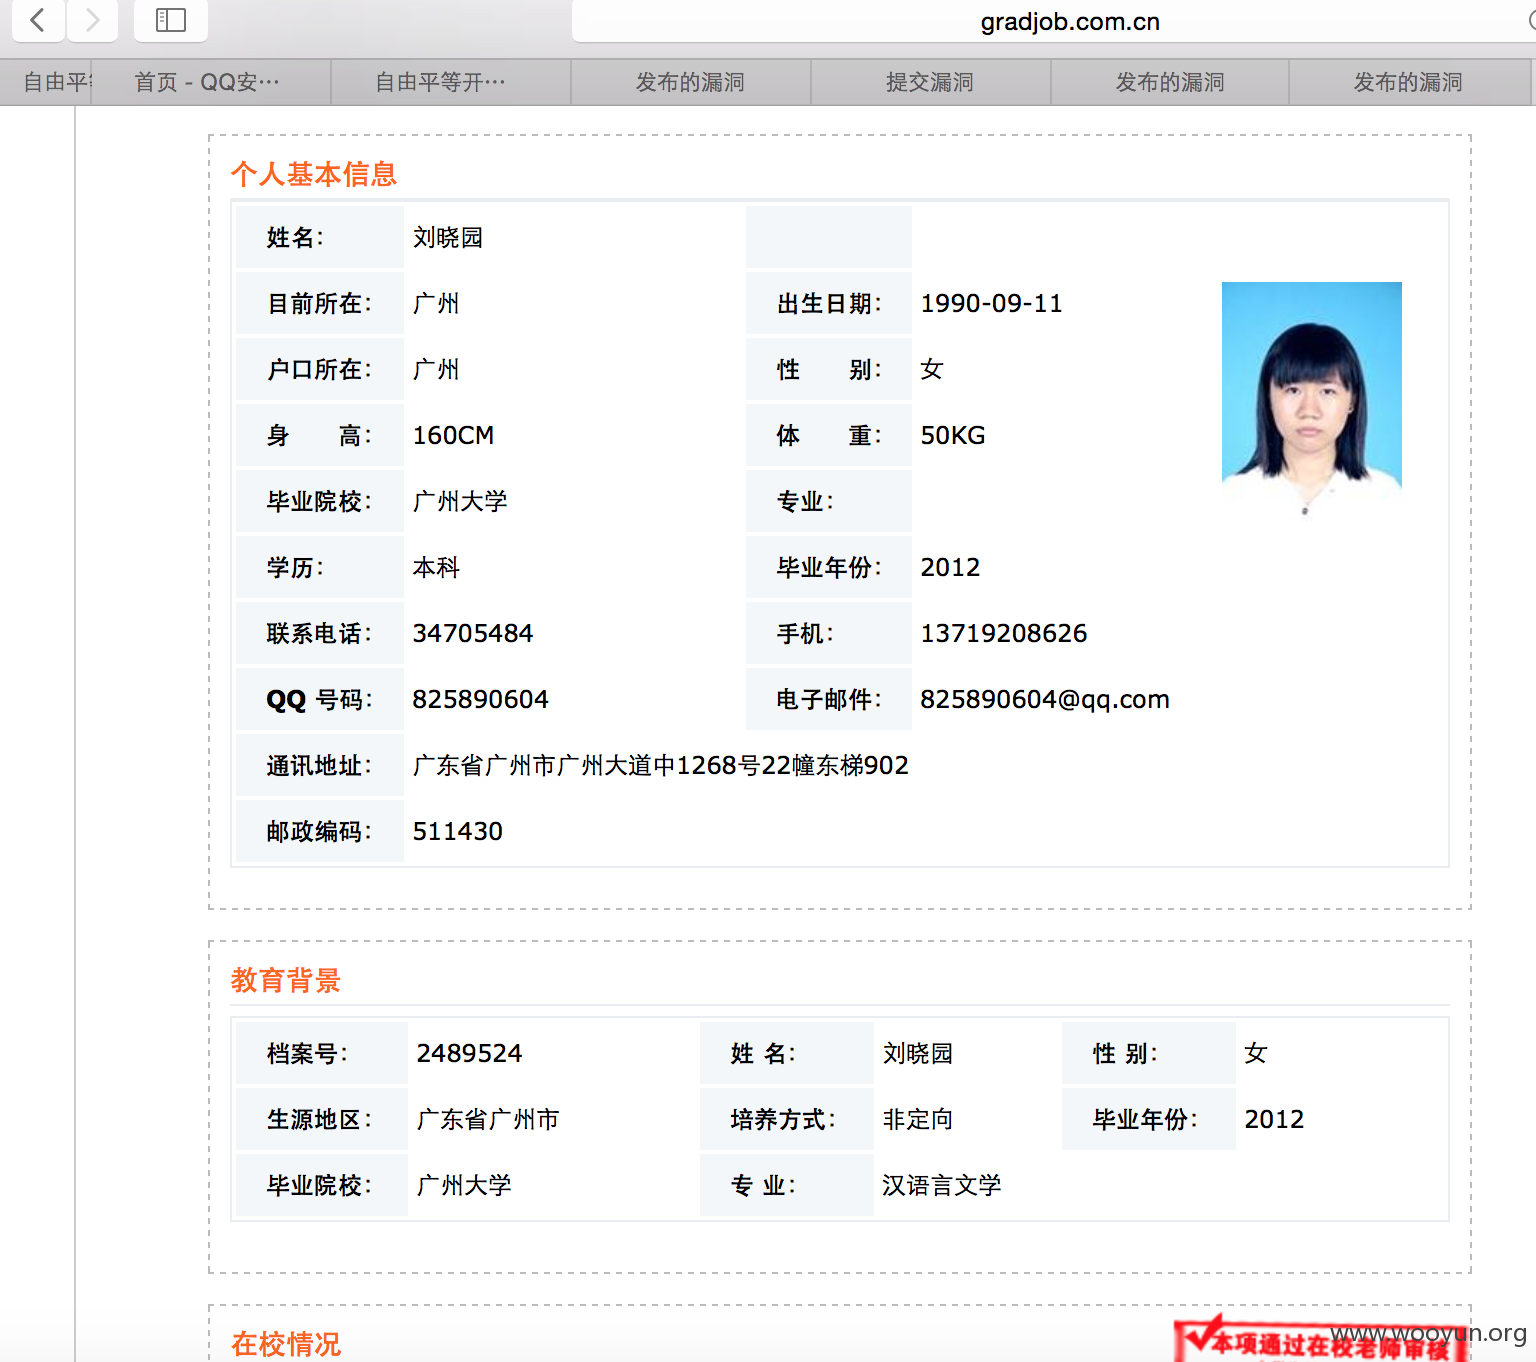 gradjob.com.cn
自由平等 首页 - QQ安… 自由平等开… 发布的漏洞 提交漏洞 发布的漏洞 发布的漏洞
个人基本信息
姓名： 刘晓园
目前所在： 广州 出生日期： 1990-09-11
户口所在： 广州 性 别： 女
身 高： 160CM 体 重： 50KG
毕业院校： 广州大学 专业：
学历： 本科 毕业年份： 2012
联系电话： 34705484 手机： 13719208626
QQ 号码： 825890604 电子邮件： 825890604@qq.com
通讯地址： 广东省广州市广州大道中1268号22幢东梯902
邮政编码： 511430
教育背景
档案号： 2489524 姓 名： 刘晓园 性 别： 女
生源地区： 广东省广州市 培养方式： 非定向 毕业年份： 2012
毕业院校： 广州大学 专 业： 汉语言文学
在校情况
本项通过在校老师审核
www.wooyun.org